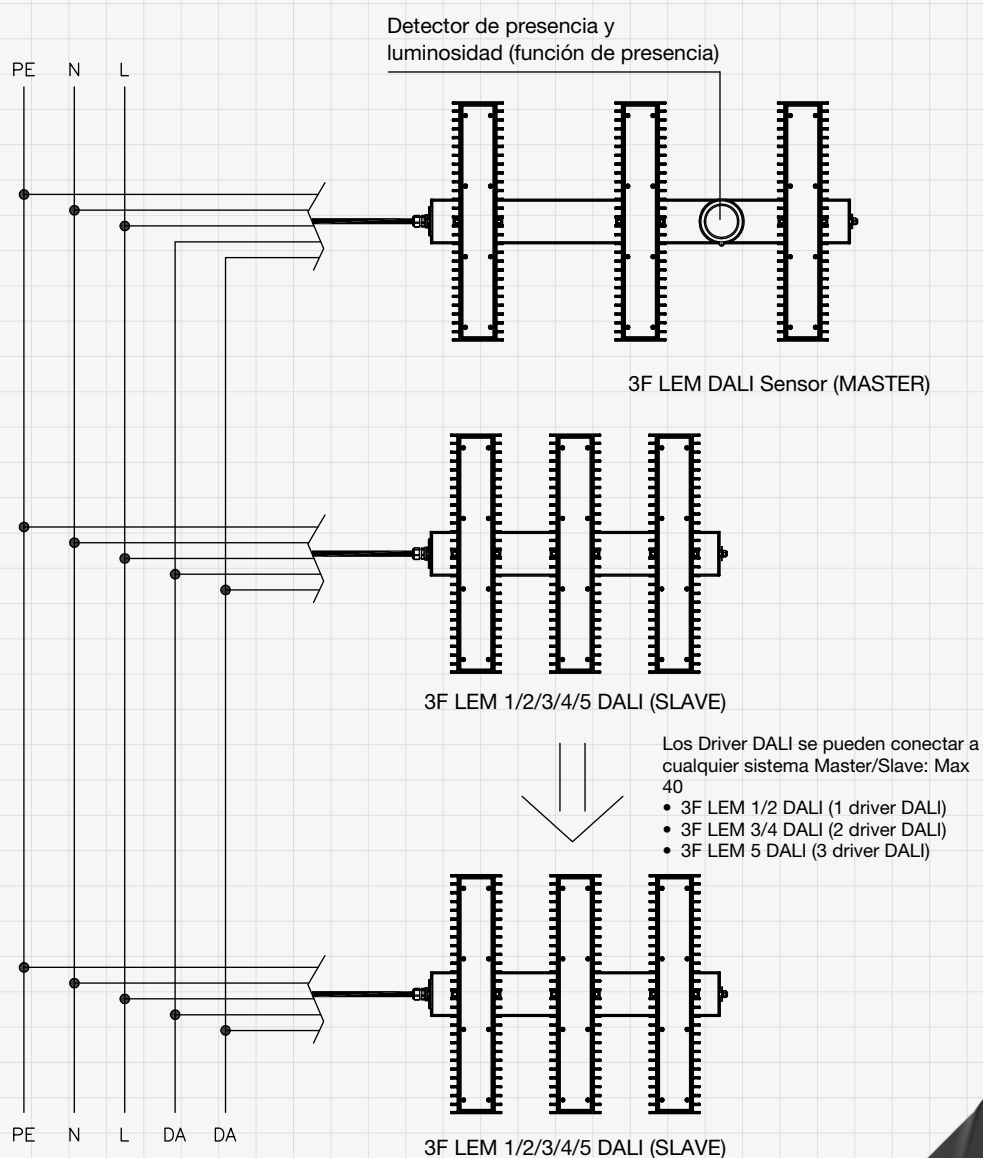 Detector de presencia y
luminosidad (función de presencia)
PE N L
3F LEM DALI Sensor (MASTER)
3F LEM 1/2/3/4/5 DALI (SLAVE)
Los Driver DALI se pueden conectar a
cualquier sistema Master/Slave: Max
40
• 3F LEM 1/2 DALI (1 driver DALI)
• 3F LEM 3/4 DALI (2 driver DALI)
• 3F LEM 5 DALI (3 driver DALI)
PE N L DA DA
3F LEM 1/2/3/4/5 DALI (SLAVE)